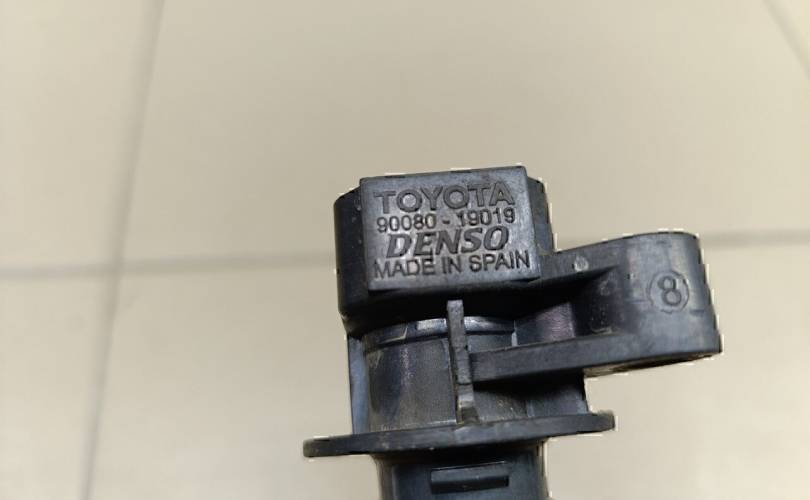 TOYOTA
90080-19019
DENSO
MADE IN SPAIN
8